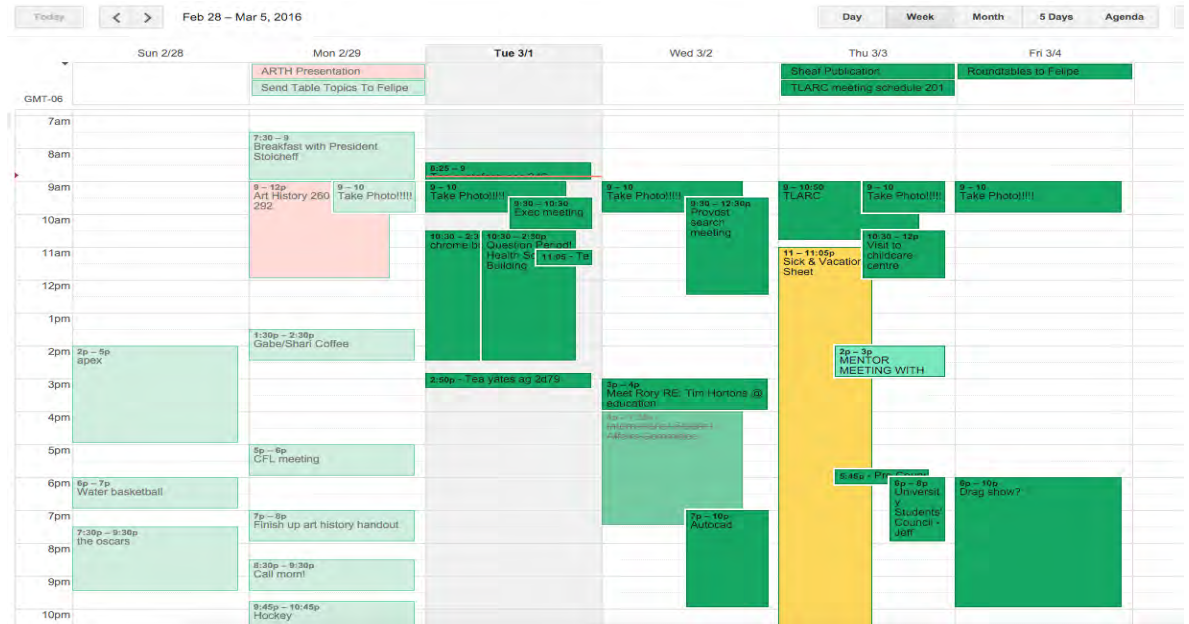 Today
Feb 28 – Mar 5, 2016
Day
Week
Month
5 Days
Agenda
Sun 2/28
Mon 2/29
Tue 3/1
Wed 3/2
Thu 3/3
Fri 3/4
GMT-06
ARTH Presentation
Sheaf Publication
Roundtables to Felipe
Send Table Topics To Felipe
TLARC meeting schedule 201
7am
8am
9am
10am
11am
12pm
1pm
2pm
3pm
4pm
5pm
6pm
7pm
8pm
9pm
10pm
2p – 5p
apex
6p – 7p
Water basketball
7:30p – 9:30p
the oscars
7:30 – 9
Breakfast with President
Stolcheff
9 – 12p
Art History 260
292
9 – 10
Take Photo!!!!!
1:30p – 2:30p
Gabe/Shari Coffee
5p – 6p
CFL meeting
7p – 8p
Finish up art history handout
8:30p – 9:30p
Call mom!
9:45p – 10:45p
Hockey
8:25 – 9
9 – 10
Take Photo!!!!!
9:30 – 10:30
Exec meeting
10:30 – 2:3
chrome b
10:30 – 2:30p
Question Period!
Health Sc
Building
11:05 - Te
2:50p - Tea yates ag 2d79
9 – 10
Take Photo!!!!!
9:30 – 12:30p
Provost
search
meeting
3p – 4p
Meet Rory RE: Tim Hortons @
education
7p – 10p
Autocad
9 – 10:50
TLARC
9 – 10
Take Photo!!!!!
10:30 – 12p
Visit to
childcare
centre
11 – 11:05p
Sick & Vacation
Sheet
2p – 3p
MENTOR
MEETING WITH
5:46p - Pro
6p – 8p
Universit
y
Students'
Council -
Jeff
9 – 10
Take Photo!!!!!
6p – 10p
Drag show?